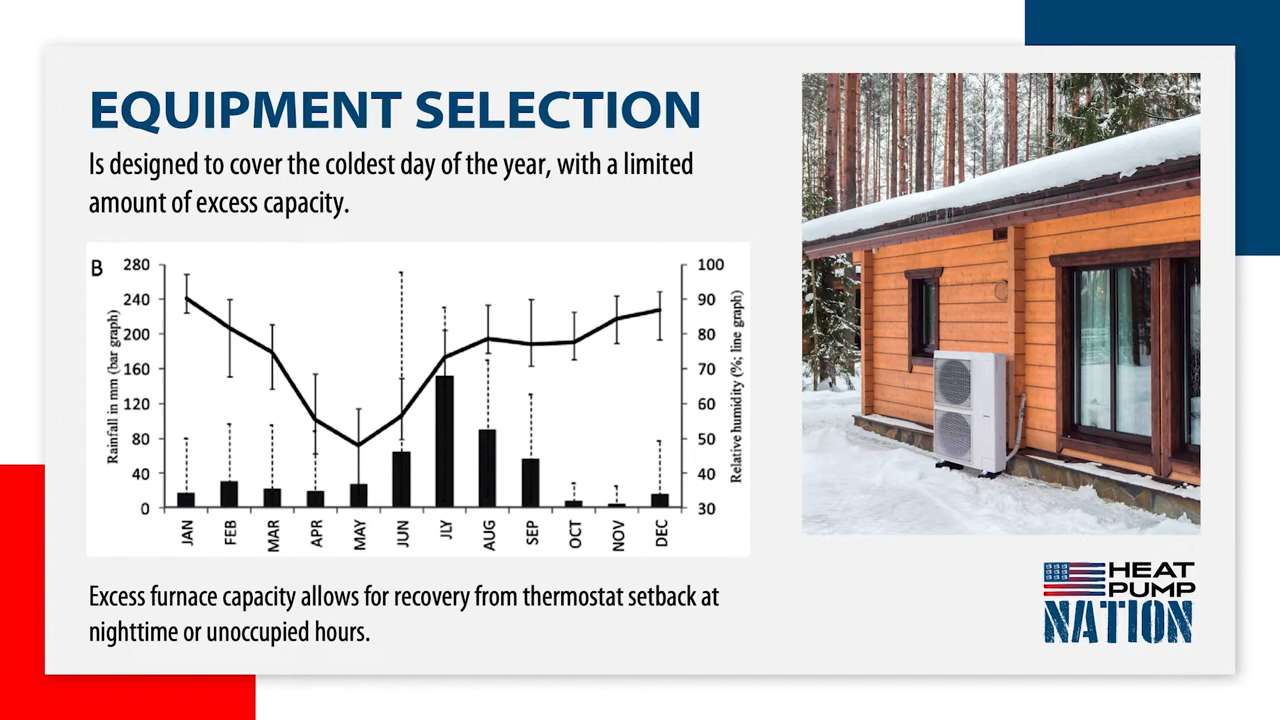 EQUIPMENT SELECTION
Is designed to cover the coldest day of the year, with a limited
amount of excess capacity.
B
Rainfall in mm (bar graph)
280
240
200
160
120
80
40
0
100
90
80
70
60
50
40
30
Relative humidity (%; line graph)
JAN
FEB
MAR
APR
MAY
JUN
JLY
AUG
SEP
OCT
NOV
DEC
Excess furnace capacity allows for recovery from thermostat setback at
nighttime or unoccupied hours.
HEAT
PUMP
NATION